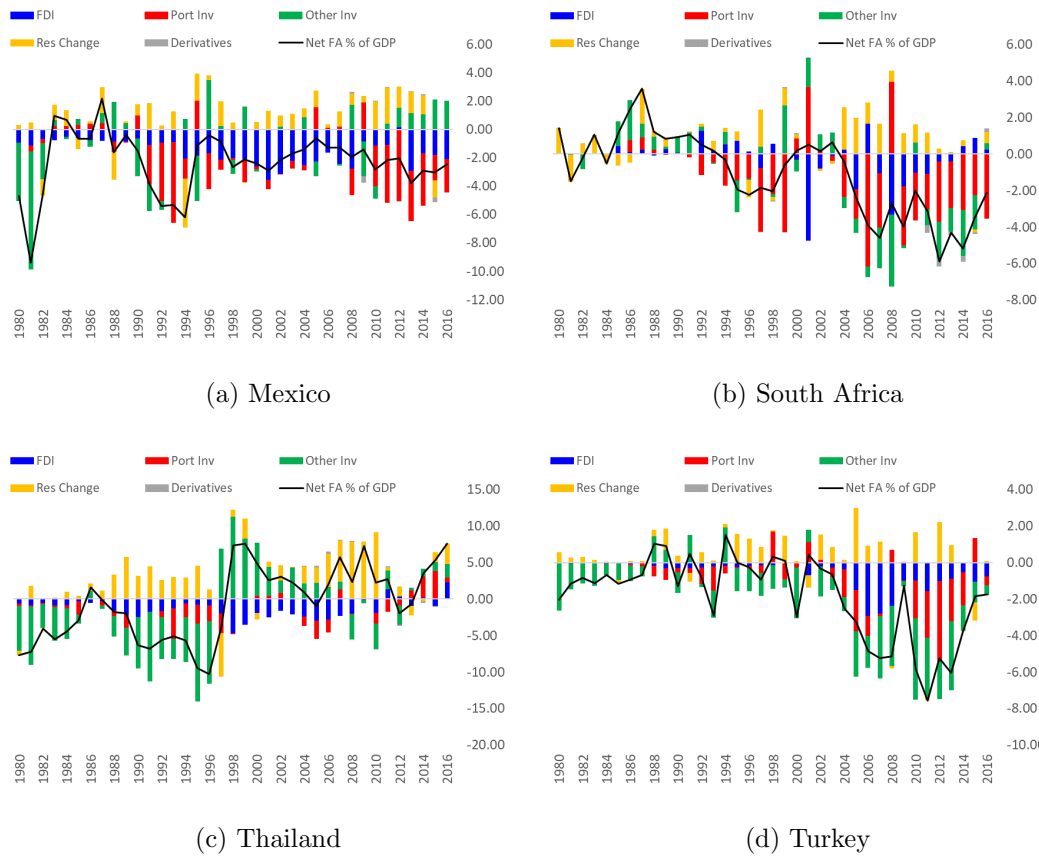 FDI Port Inv Other Inv
Res Change Derivatives Net FA % of GDP
6.00
4.00
2.00
0.00
-2.00
-4.00
-6.00
-8.00
-10.00
-12.00
1980 1982 1984 1986 1988 1990 1992 1994 1996 1998 2000 2002 2004 2006 2008 2010 2012 2014 2016
(a) Mexico
FDI Port Inv Other Inv
Res Change Derivatives Net FA % of GDP
6.00
4.00
2.00
0.00
-2.00
-4.00
-6.00
-8.00
1980 1982 1984 1986 1988 1990 1992 1994 1996 1998 2000 2002 2004 2006 2008 2010 2012 2014 2016
(b) South Africa
FDI Port Inv Other Inv
Res Change Derivatives Net FA % of GDP
15.00
10.00
5.00
0.00
-5.00
-10.00
-15.00
-20.00
1980 1982 1984 1986 1988 1990 1992 1994 1996 1998 2000 2002 2004 2006 2008 2010 2012 2014 2016
(c) Thailand
FDI Port Inv Other Inv
Res Change Derivatives Net FA % of GDP
4.00
2.00
0.00
-2.00
-4.00
-6.00
-8.00
-10.00
1980 1982 1984 1986 1988 1990 1992 1994 1996 1998 2000 2002 2004 2006 2008 2010 2012 2014 2016
(d) Turkey